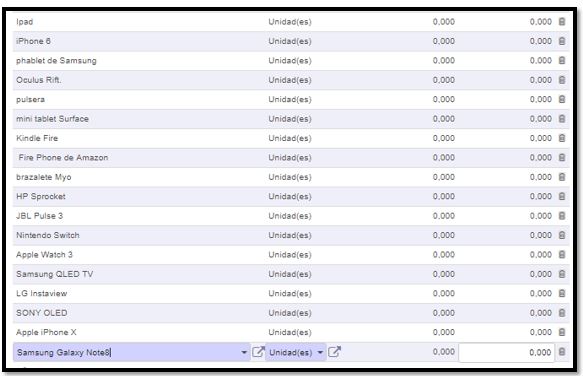 Ipad Unidad(es) 0,000 0,000
iPhone 6 Unidad(es) 0,000 0,000
phablet de Samsung Unidad(es) 0,000 0,000
Oculus Rift. Unidad(es) 0,000 0,000
pulsera Unidad(es) 0,000 0,000
mini tablet Surface Unidad(es) 0,000 0,000
Kindle Fire Unidad(es) 0,000 0,000
Fire Phone de Amazon Unidad(es) 0,000 0,000
brazalete Myo Unidad(es) 0,000 0,000
HP Sprocket Unidad(es) 0,000 0,000
JBL Pulse 3 Unidad(es) 0,000 0,000
Nintendo Switch Unidad(es) 0,000 0,000
Apple Watch 3 Unidad(es) 0,000 0,000
Samsung QLED TV Unidad(es) 0,000 0,000
LG Instaview Unidad(es) 0,000 0,000
SONY OLED Unidad(es) 0,000 0,000
Apple iPhone X Unidad(es) 0,000 0,000
Samsung Galaxy Note8 Unidad(es) 0,000 0,000